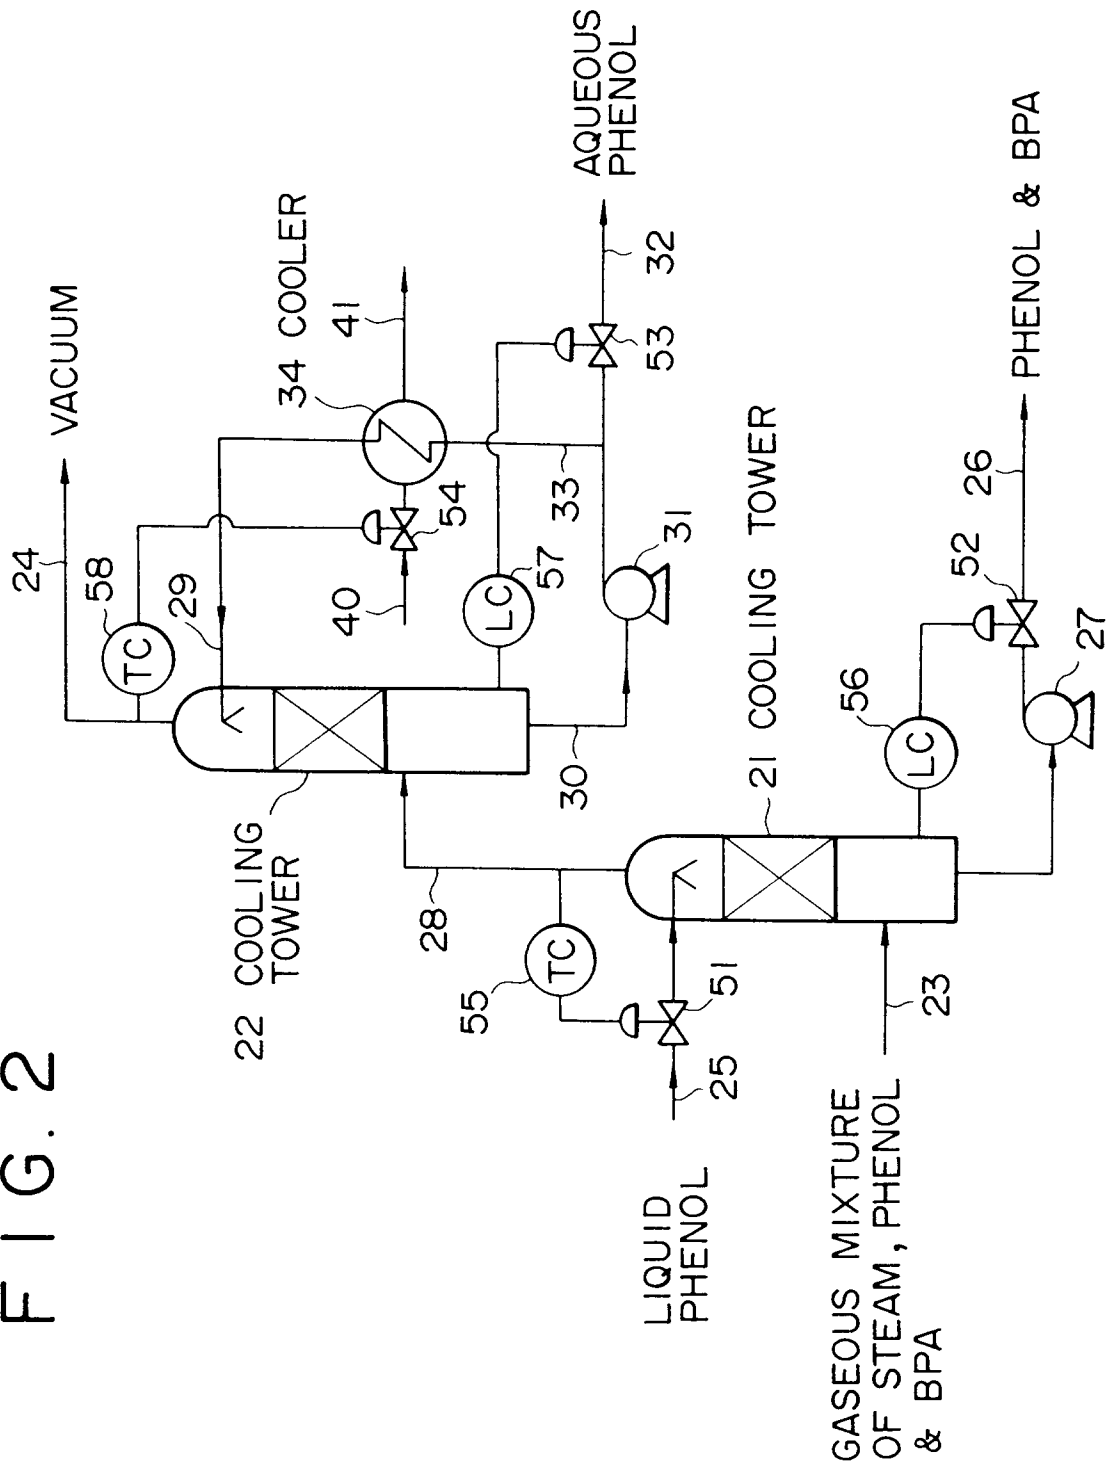 FIG. 2
24
VACUUM
58
TC
29
34 COOLER
41
40
54
AQUEOUS
PHENOL
32
53
33
57
LC
31
30
22 COOLING
TOWER
28
55
TC
51
25
LIQUID
PHENOL
21 COOLING TOWER
56
LC
52
26
PHENOL & BPA
27
23
GASEOUS MIXTURE
OF STEAM, PHENOL
& BPA